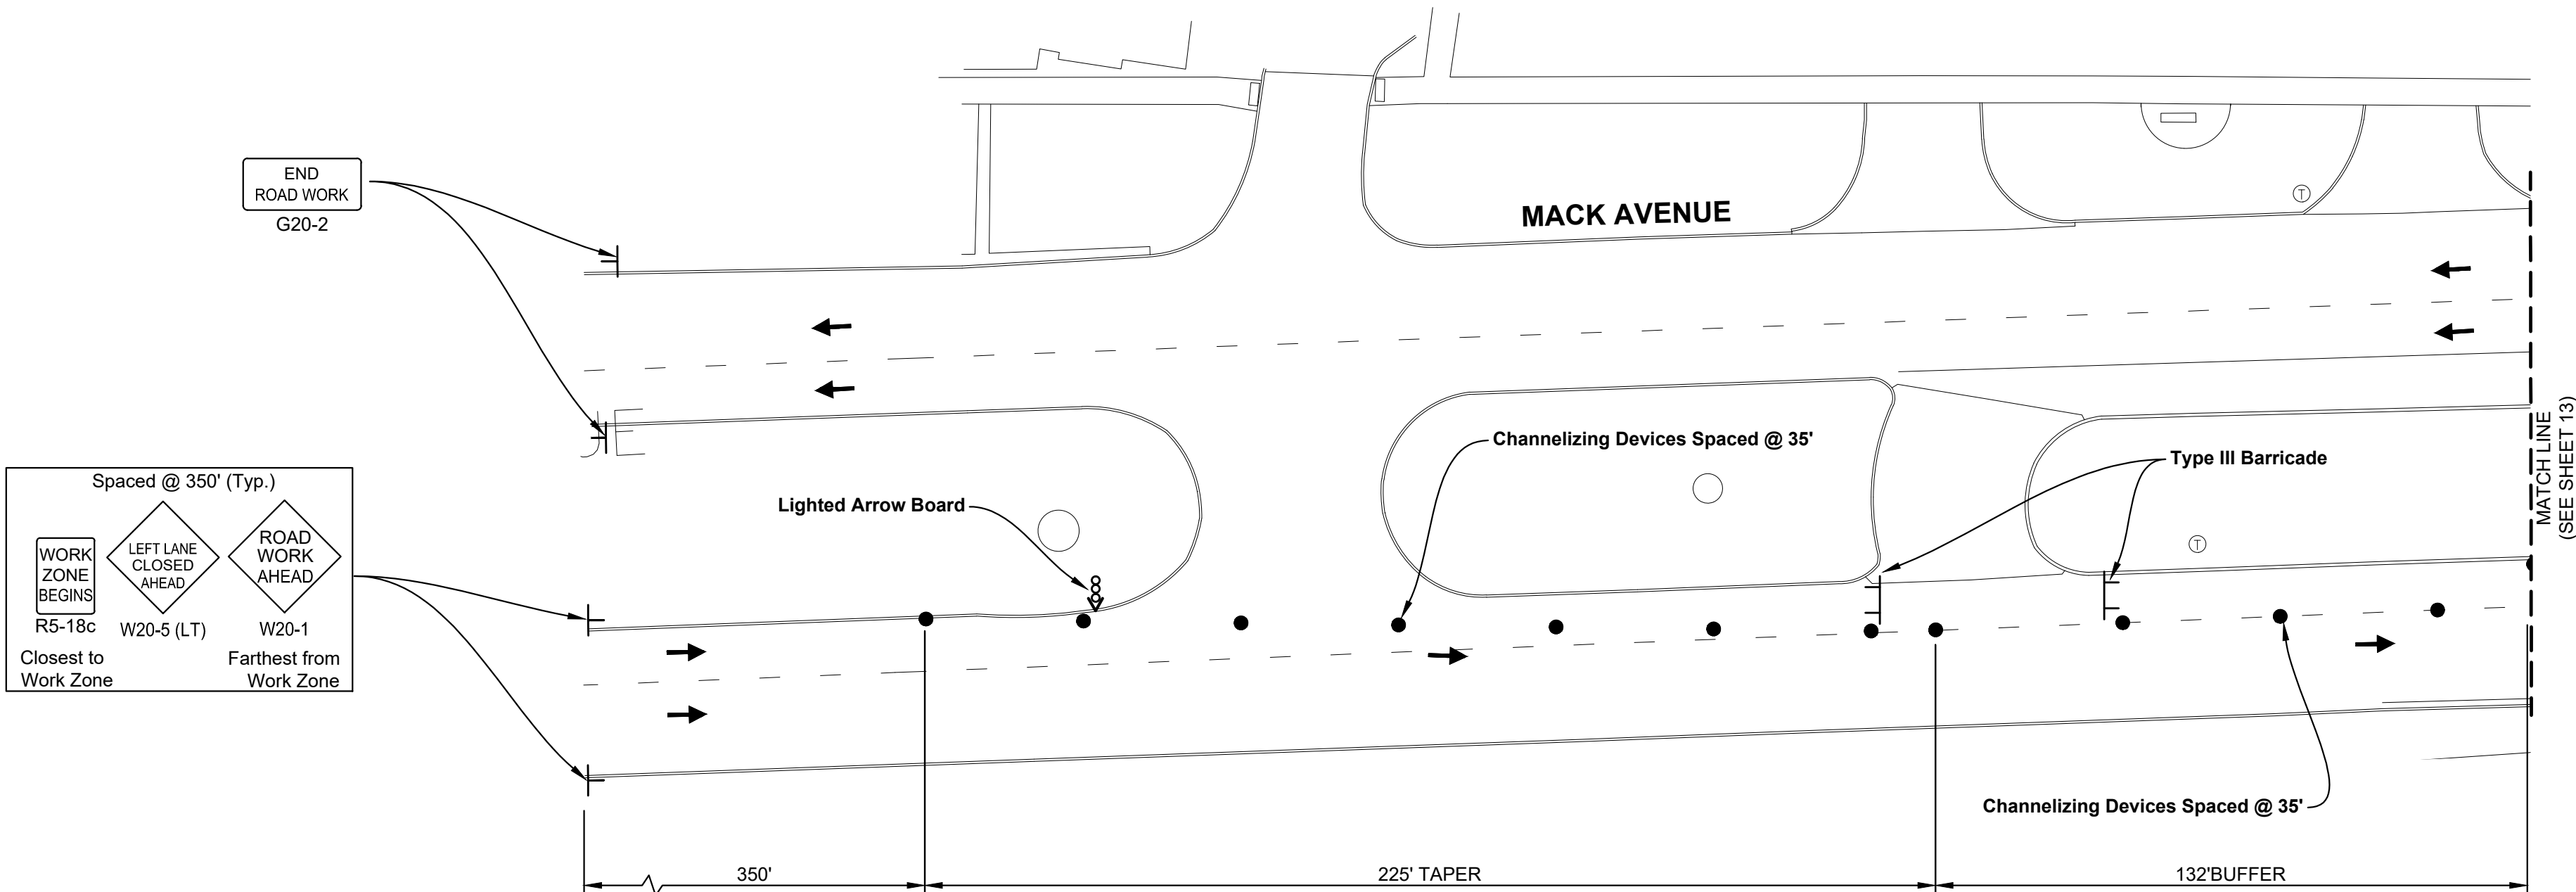 END
ROAD WORK
G20-2
MACK AVENUE
T
Channelizing Devices Spaced @ 35'
Type III Barricade
MATCH LINE
(SEE SHEET 13)
Lighted Arrow Board
T
Spaced @ 350' (Typ.)
WORK
ZONE
BEGINS
R5-18c
LEFT LANE
CLOSED
AHEAD
W20-5 (LT)
ROAD
WORK
AHEAD
W20-1
Closest to
Work Zone
Farthest from
Work Zone
Channelizing Devices Spaced @ 35'
350'
225' TAPER
132'BUFFER